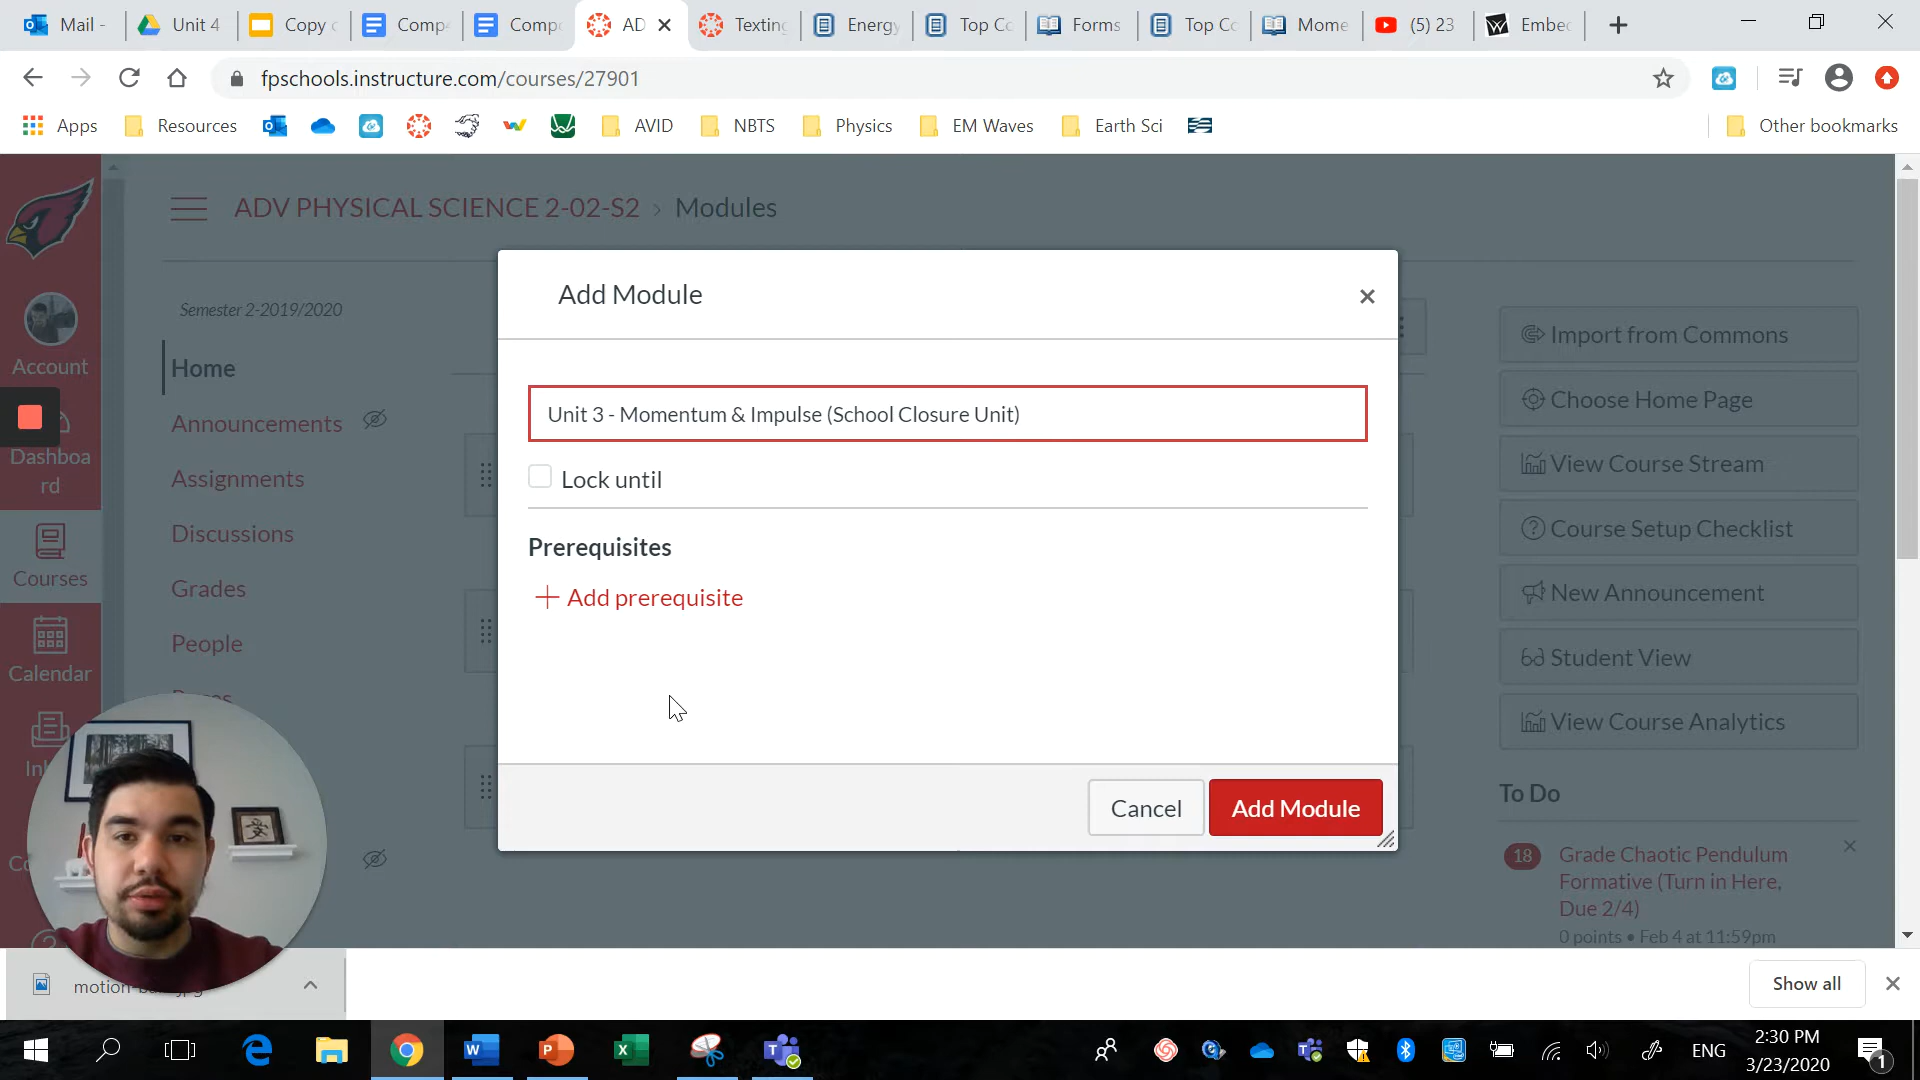 Mail -
Unit 4
Copy
Comp
Comp
AD
Texting
Energy
Top Co
Forms
Top Co
Mome
(5) 23
Embed
fpschools.instructure.com/courses/27901
Apps
Resources
AVID
NBTS
Physics
EM Waves
Earth Sci
Other bookmarks
ADV PHYSICAL SCIENCE 2-02-S2 › Modules
Semester 2-2019/2020
Account
Dashboa
rd
Courses
Calendar
Home
Announcements
Assignments
Discussions
Grades
People
Add Module
Unit 3 - Momentum & Impulse (School Closure Unit)
Lock until
Prerequisites
Add prerequisite
Cancel
Add Module
Import from Commons
Choose Home Page
View Course Stream
Course Setup Checklist
New Announcement
Student View
View Course Analytics
To Do
18
Grade Chaotic Pendulum
Formative (Turn in Here,
Due 2/4)
0 points • Feb 4 at 11:59pm
Show all
ENG
2:30 PM
3/23/2020
1